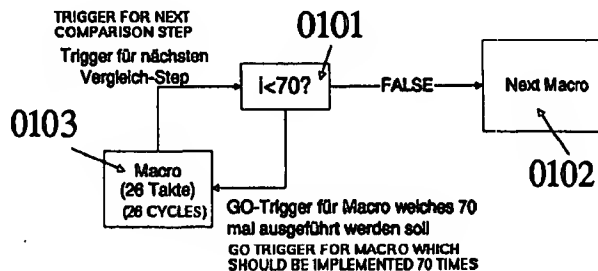 TRIGGER FOR NEXT
COMPARISON STEP
Trigger für nächsten
Vergleich-Step
0101
i<70?
FALSE
Next Macro
0102
0103
Macro
(26 Takte)
(26 CYCLES)
GO-Trigger für Macro welches 70
mal ausgeführt werden soll
GO TRIGGER FOR MACRO WHICH
SHOULD BE IMPLEMENTED 70 TIMES